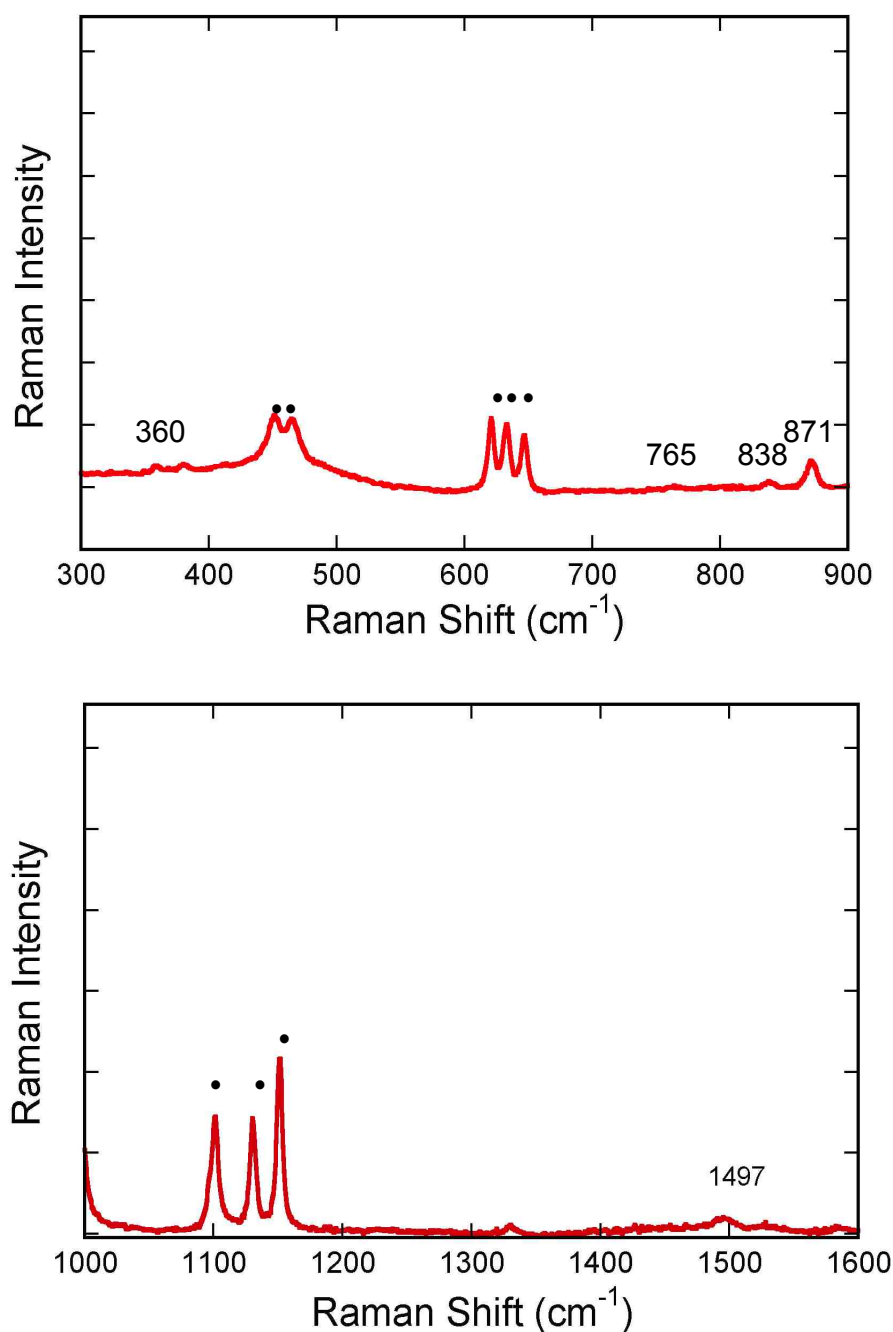 Raman Intensity
360
765
838
871
300 400 500 600 700 800 900
Raman Shift (cm-1)
Raman Intensity
1497
1000 1100 1200 1300 1400 1500 1600
Raman Shift (cm-1)